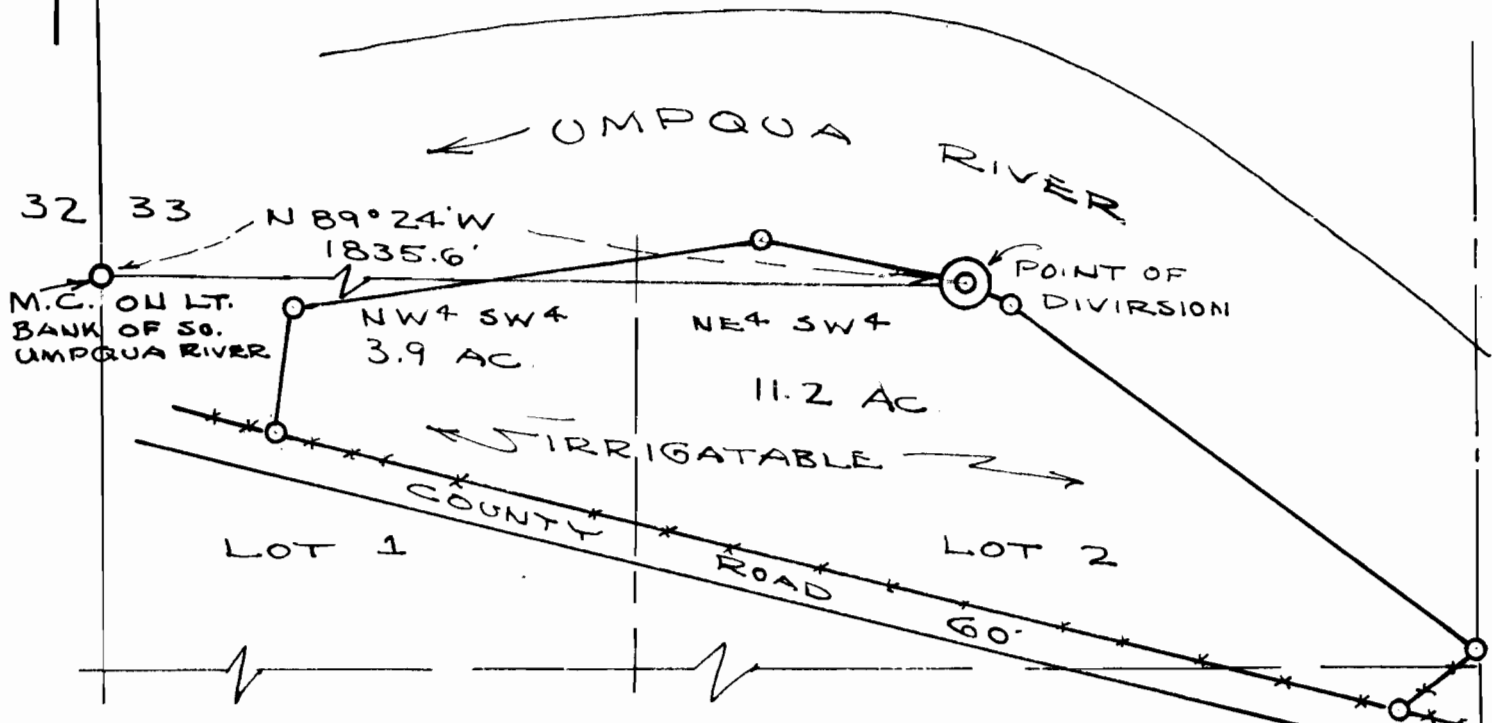 UMPQUA RIVER
32 33
N 89° 24' W
1835.6'
M.C. ON LT.
BANK OF SO.
UMPQUA RIVER
POINT OF
DIVIRSION
NW4 SW4
3.9 AC.
NE4 SW4
11.2 AC
IRRIGATABLE
COUNTY ROAD 60'
LOT 1
LOT 2